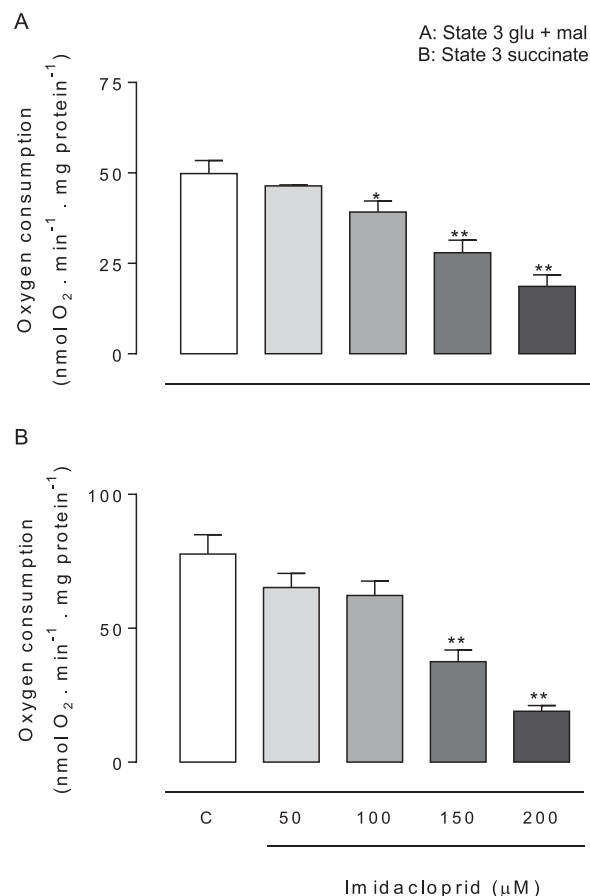 A
A: State 3 glu + mal
B: State 3 succinate
Oxygen consumption
(nmol O₂ . min⁻¹ . mg protein⁻¹)
75
50
25
0
*
**
**
B
Oxygen consumption
(nmol O₂ . min⁻¹ . mg protein⁻¹)
100
50
0
**
**
C 50 100 150 200
Imidacloprid (μM)